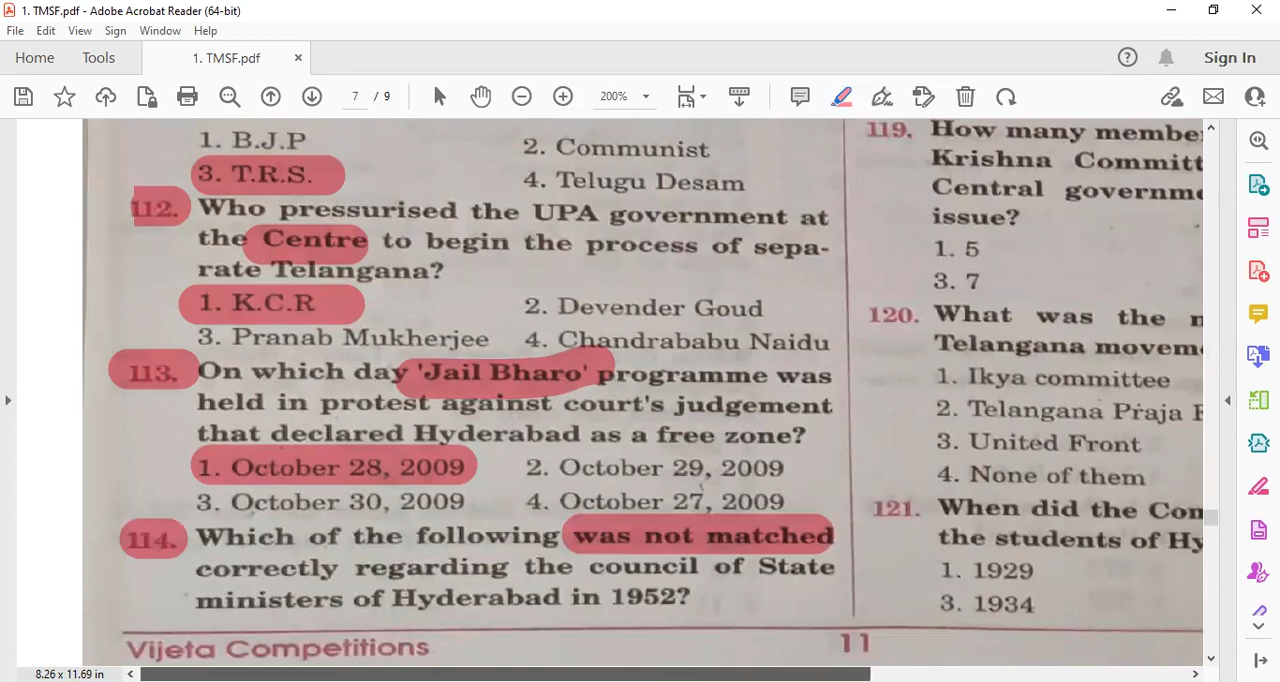 1. TMSF.pdf - Adobe Acrobat Reader (64-bit)
File Edit View Sign Window Help
Home Tools 1. TMSF.pdf × Sign In
7 / 9 200%
1. B.J.P 2. Communist
3. T.R.S. 4. Telugu Desam
112. Who pressurised the UPA government at
the Centre to begin the process of sepa-
rate Telangana?
1. K.C.R 2. Devender Goud
3. Pranab Mukherjee 4. Chandrababu Naidu
113. On which day 'Jail Bharo' programme was
held in protest against court's judgement
that declared Hyderabad as a free zone?
1. October 28, 2009 2. October 29, 2009
3. October 30, 2009 4. October 27, 2009
114. Which of the following was not matched
correctly regarding the council of State
ministers of Hyderabad in 1952?
119. How many membe
Krishna Committ
Central governme
issue?
1. 5
3. 7
120. What was the
Telangana movem
1. Ikya committee
2. Telangana Praja
3. United Front
4. None of them
121. When did the Con
the students of Hy
1. 1929
3. 1934
Vijeta Competitions 11
8.26 x 11.69 in